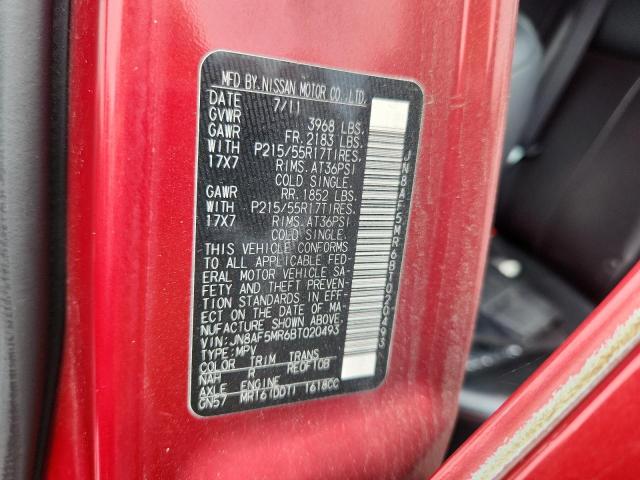 MFD BY NISSAN MOTOR CO.,LTD.
DATE 7/11
GVWR 3968 LBS.
GAWR FR. 2183 LBS.
WITH P215/55R17TIRES.
17X7 RIMS. AT36PSI
COLD SINGLE.
GAWR RR. 1852 LBS.
WITH P215/55R17TIRES.
17X7 RIMS. AT36PSI
COLD SINGLE.
THIS VEHICLE CONFORMS
TO ALL APPLICABLE FED-
ERAL MOTOR VEHICLE SA-
FETY AND THEFT PREVEN-
TION STANDARDS IN EFF-
ECT ON THE DATE OF MA-
NUFACTURE SHOWN ABOVE.
VIN: JN8AF5MR6BT020493
TYPE: MPV
COLOR TRIM TRANS
NAH R RE0F10B
AXLE ENGINE
GN57 MR16(DDT) 1618CC
JN8AF5MR6BT020493